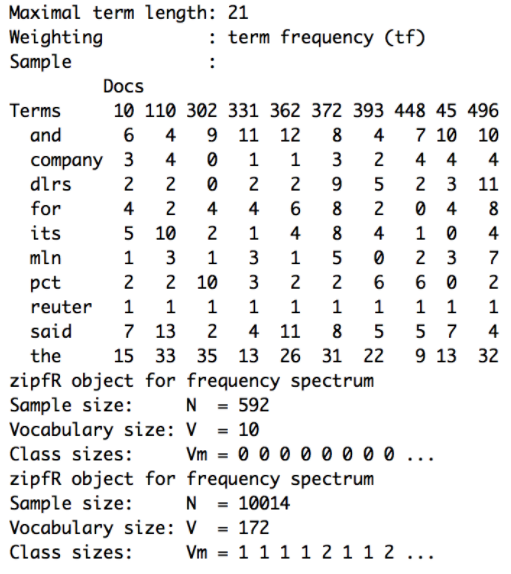 Maximal term length: 21
Weighting          : term frequency (tf)
Sample             :
         Docs
Terms     10 110 302 331 362 372 393 448 45 496
  and      6   4   9  11  12   8   4   7 10  10
  company  3   4   0   1   1   3   2   4  4   4
  dlrs     2   2   0   2   2   9   5   2  3  11
  for      4   2   4   4   6   8   2   0  4   8
  its      5  10   2   1   4   8   4   1  0   4
  mln      1   3   1   3   1   5   0   2  3   7
  pct      2   2  10   3   2   2   6   6  0   2
  reuter   1   1   1   1   1   1   1   1  1   1
  said     7  13   2   4  11   8   5   5  7   4
  the     15  33  35  13  26  31  22   9 13  32
zipfR object for frequency spectrum
Sample size:     N  = 592
Vocabulary size: V  = 10
Class sizes:     Vm = 0 0 0 0 0 0 0 0 ...
zipfR object for frequency spectrum
Sample size:     N  = 10014
Vocabulary size: V  = 172
Class sizes:     Vm = 1 1 1 1 2 1 1 2 ...